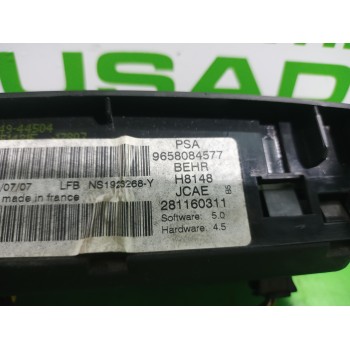 USAD
PSA
9658084577
BEHR
H8148
JCAE
281160311
Software: 5.0
Hardware: 4.5
/07/07 LFB NS1923268-Y
made in france